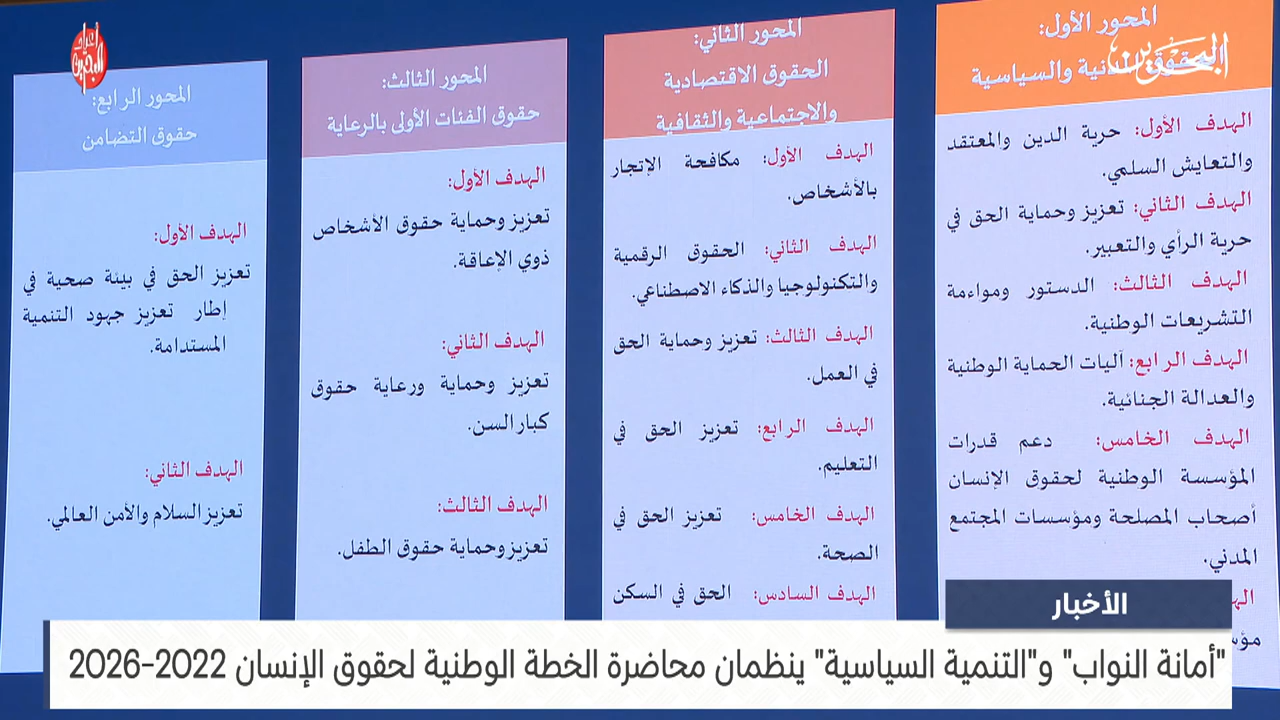 المحور الأول:
الحقوق المدنية والسياسية
الهدف الأول: حرية الدين والمعتقد
والتعايش السلمي.
الهدف الثاني: تعزيز وحماية الحق في
حرية الرأي والتعبير.
الهدف الثالث: الدستور ومواءمة
التشريعات الوطنية.
الهدف الرابع: آليات الحماية الوطنية
والعدالة الجنائية.
الهدف الخامس: دعم قدرات
المؤسسة الوطنية لحقوق الإنسان
أصحاب المصلحة ومؤسسات المجتمع
المدني.
المحور الثاني:
الحقوق الاقتصادية
والاجتماعية والثقافية
الهدف الأول: مكافحة الإتجار
بالأشخاص.
الهدف الثاني: الحقوق الرقمية
والتكنولوجيا والذكاء الاصطناعي.
الهدف الثالث: تعزيز وحماية الحق
في العمل.
الهدف الرابع: تعزيز الحق في
التعليم.
الهدف الخامس: تعزيز الحق في
الصحة.
الهدف السادس: الحق في السكن
المحور الثالث:
حقوق الفئات الأولى بالرعاية
الهدف الأول:
تعزيز وحماية حقوق الأشخاص
ذوي الإعاقة.
الهدف الثاني:
تعزيز وحماية ورعاية حقوق
كبار السن.
الهدف الثالث:
تعزيز وحماية حقوق الطفل.
المحور الرابع:
حقوق التضامن
الهدف الأول:
تعزيز الحق في بيئة صحية في
إطار تعزيز جهود التنمية
المستدامة.
الهدف الثاني:
تعزيز السلام والأمن العالمي.
البحرين
الأخبار
"أمانة النواب" و"التنمية السياسية" ينظمان محاضرة الخطة الوطنية لحقوق الإنسان 2022-2026